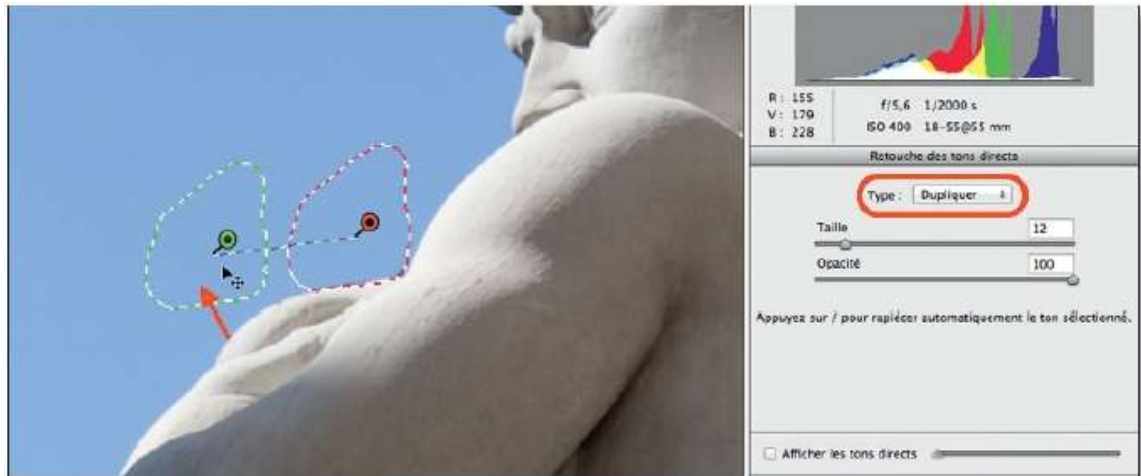 R : 155
V : 179
B : 228
f/5,6 1/2000 s
ISO 400 18-55@55 mm
Retouche des tons directs
Type : Dupliquer
Taille 12
Opacité 100
Appuyez sur / pour rapiécer automatiquement le ton sélectionné.
Afficher les tons directs